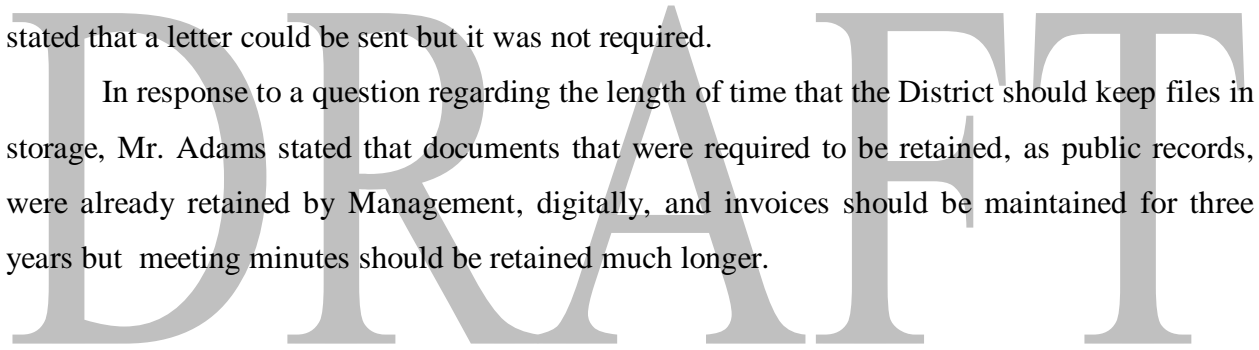 stated that a letter could be sent but it was not required.
In response to a question regarding the length of time that the District should keep files in
storage, Mr. Adams stated that documents that were required to be retained, as public records,
were already retained by Management, digitally, and invoices should be maintained for three
years but meeting minutes should be retained much longer.
DRAFT